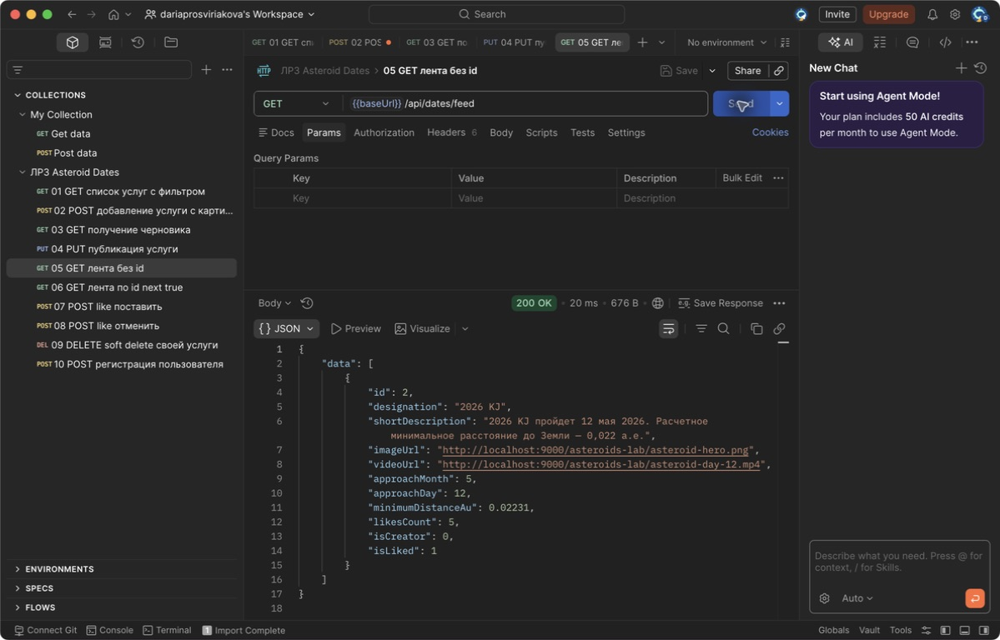 dariaprosviriakova's Workspace
Search
Invite
Upgrade
GET 01 GET сп
POST 02 POS
GET 03 GET по
PUT 04 PUT пу
GET 05 GET ле
No environment
AI
COLLECTIONS
My Collection
GET Get data
POST Post data
ЛР3 Asteroid Dates
GET 01 GET список услуг с фильтром
POST 02 POST добавление услуги с карти...
GET 03 GET получение черновика
PUT 04 PUT публикация услуги
GET 05 GET лента без id
GET 06 GET лента по id next true
POST 07 POST like поставить
POST 08 POST like отменить
DEL 09 DELETE soft delete своей услуги
POST 10 POST регистрация пользователя
ENVIRONMENTS
SPECS
FLOWS
HTTP ЛР3 Asteroid Dates / 05 GET лента без id
Save
Share
GET {{baseUrl}} /api/dates/feed
Send
Docs Params Authorization Headers 6 Body Scripts Tests Settings Cookies
Query Params
Key Value Description Bulk Edit
Key Value Description
Body 200 OK 20 ms 676 B e.g. Save Response
{} JSON Preview Visualize
1 {
2 "data": [
3 {
4 "id": 2,
5 "designation": "2026 KJ",
6 "shortDescription": "2026 KJ пройдет 12 мая 2026. Расчетное
минимальное расстояние до Земли — 0,022 а.е.",
7 "imageUrl": "http://localhost:9000/asteroids-lab/asteroid-hero.png",
8 "videoUrl": "http://localhost:9000/asteroids-lab/asteroid-day-12.mp4",
9 "approachMonth": 5,
10 "approachDay": 12,
11 "minimumDistanceAu": 0.02231,
12 "likesCount": 5,
13 "isCreator": 0,
14 "isLiked": 1
15 }
16 ]
17 }
18
New Chat
Start using Agent Mode!
Your plan includes 50 AI credits
per month to use Agent Mode.
Describe what you need. Press @ for
context, / for Skills.
Auto
Connect Git Console Terminal 1 Import Complete
Globals Vault Tools